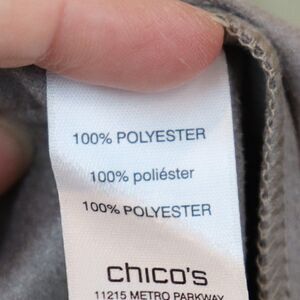 100% POLYESTER
100% poliéster
100% POLYESTER
chico's
11215 METRO PARKWAY